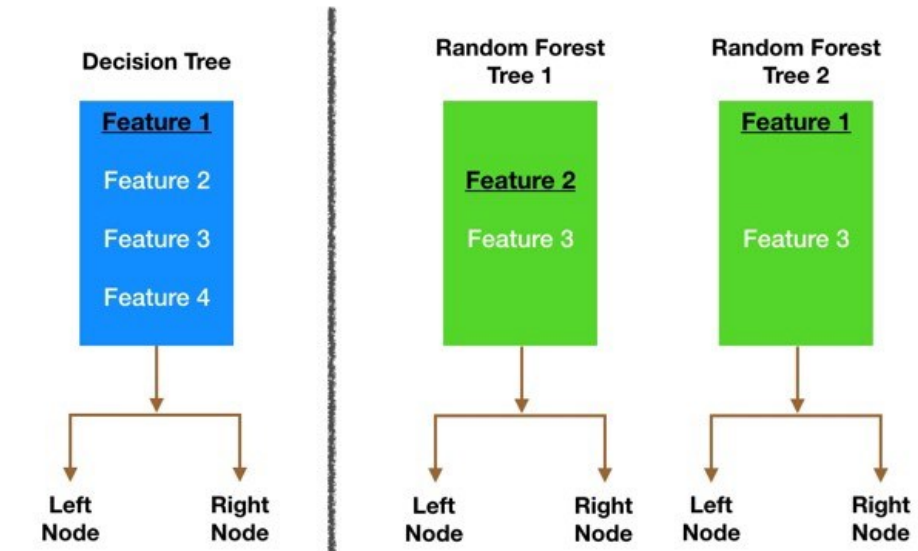 Decision Tree
Feature 1
Feature 2
Feature 3
Feature 4
Left
Node
Right
Node
Random Forest
Tree 1
Feature 2
Feature 3
Left
Node
Right
Node
Random Forest
Tree 2
Feature 1
Feature 3
Left
Node
Right
Node